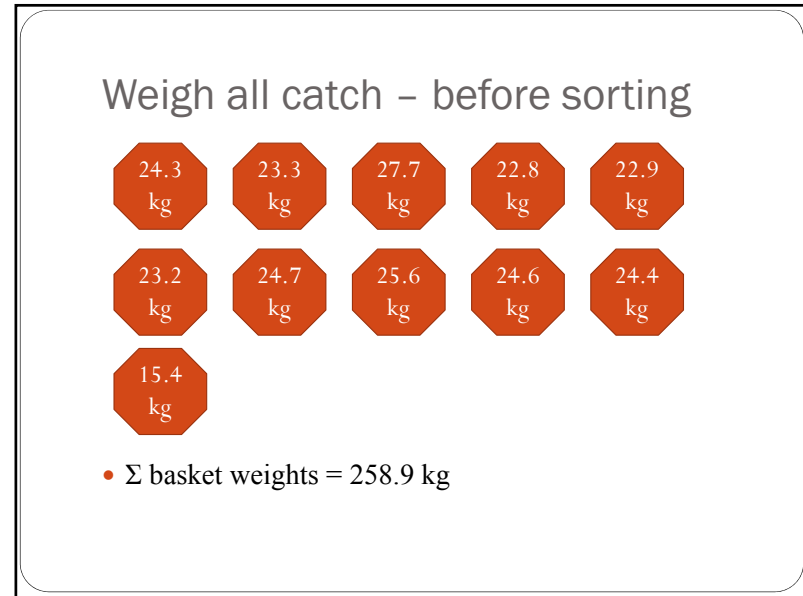 Weigh all catch – before sorting
24.3
kg
23.3
kg
27.7
kg
22.8
kg
22.9
kg
23.2
kg
24.7
kg
25.6
kg
24.6
kg
24.4
kg
15.4
kg
• Σ basket weights = 258.9 kg